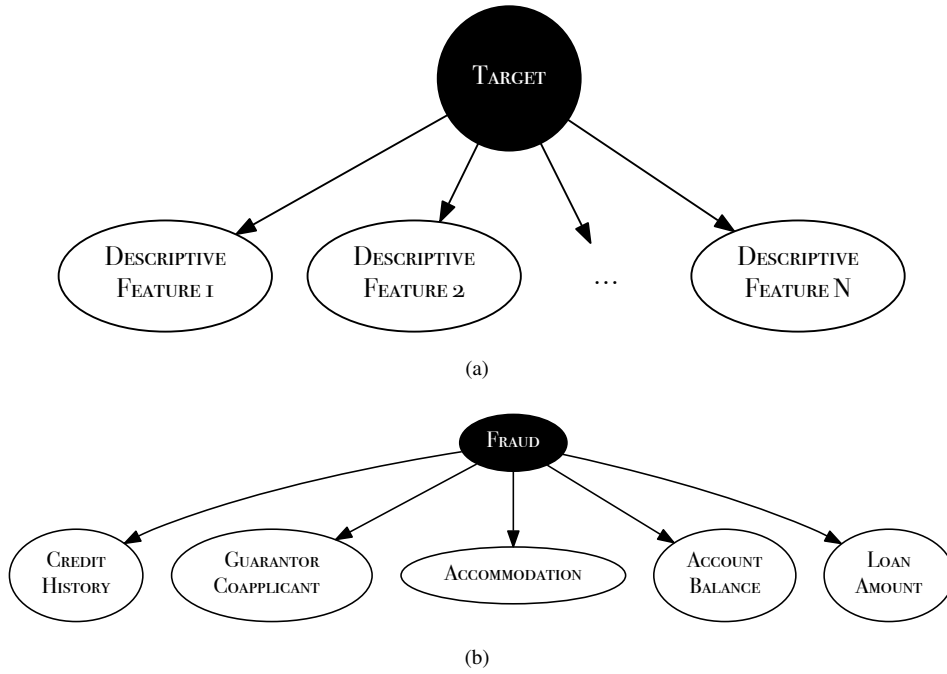 Target
Descriptive
Feature 1
Descriptive
Feature 2
...
Descriptive
Feature N
(a)
Fraud
Credit
History
Guarantor
Coapplicant
Accommodation
Account
Balance
Loan
Amount
(b)